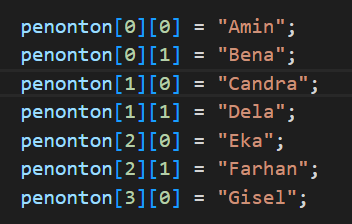 penonton[0][0] = "Amin";
penonton[0][1] = "Bena";
penonton[1][0] = "Candra";
penonton[1][1] = "Dela";
penonton[2][0] = "Eka";
penonton[2][1] = "Farhan";
penonton[3][0] = "Gisel";